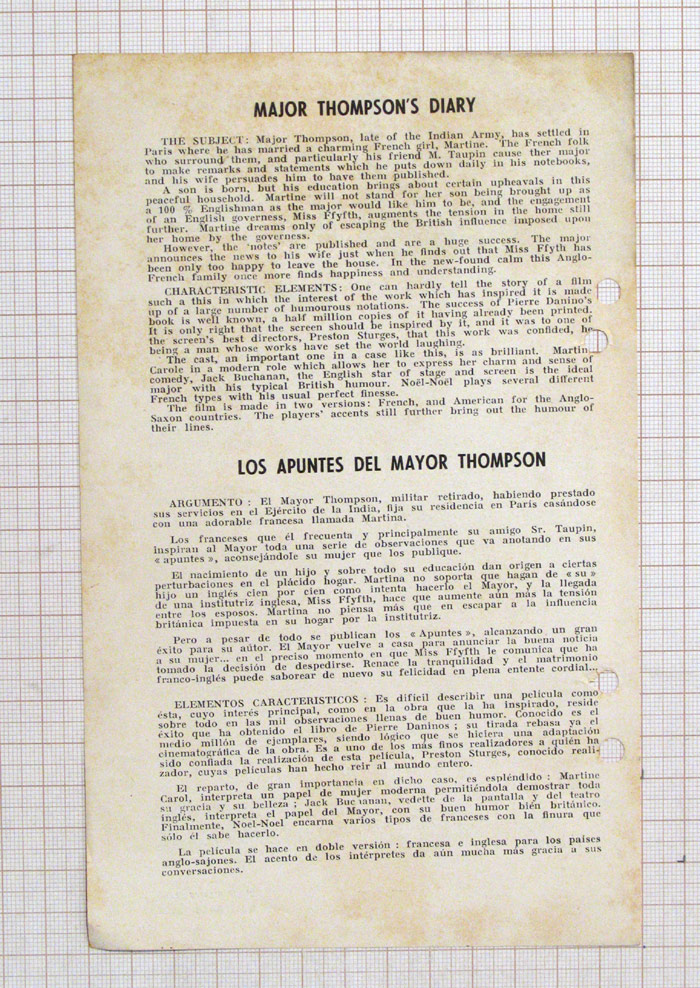 MAJOR THOMPSON'S DIARY
THE SUBJECT: Major Thompson, late of the Indian Army, has settled in
Paris where he has married a charming French girl, Martine. The French folk
who surround them, and particularly his friend M. Taupin cause ther major
to make remarks and statements which he puts down daily in his notebooks,
and his wife persuades him to have them published.
A son is born, but his education brings about certain upheavals in this
peaceful household. Martine will not stand for her son being brought up as
a 100 % Englishman as the major would like him to be, and the engagement
of an English governess, Miss Ffyfth, augments the tension in the home still
further. Martine dreams only of escaping the British influence imposed upon
her home by the governess.
However, the 'notes' are published and are a huge success. The major
announces the news to his wife just when he finds out that Miss Ffyth has
been only too happy to leave the house. In the new-found calm this Anglo-
French family once more finds happiness and understanding.
CHARACTERISTIC ELEMENTS: One can hardly tell the story of a film
such a this in which the interest of the work which has inspired it is made
up of a large number of humourous notations. The success of Pierre Danino's
book is well known, a half million copies of it having already been printed.
It is only right that the screen should be inspired by it, and it was to one of
the screen's best directors, Preston Sturges, that this work was confided, he
being a man whose works have set the world laughing.
The cast, an important one in a case like this, is as brilliant. Martin
Carole in a modern role which allows her to express her charm and sense of
comedy, Jack Buchanan, the English star of stage and screen is the ideal
major with his typical British humour. Noël-Noël plays several different
French types with his usual perfect finesse.
The film is made in two versions: French, and American for the Anglo-
Saxon countries. The players' accents still further bring out the humour of
their lines.
LOS APUNTES DEL MAYOR THOMPSON
ARGUMENTO : El Mayor Thompson, militar retirado, habiendo prestado
sus servicios en el Ejército de la India, fija su residencia en París casándose
con una adorable francesa llamada Martina.
Los franceses que él frecuenta y principalmente su amigo Sr. Taupin,
inspiran al Mayor toda una serie de observaciones que va anotando en sus
« apuntes », aconsejándole su mujer que los publique.
El nacimiento de un hijo y sobre todo su educación dan origen a ciertas
perturbaciones en el plácido hogar. Martina no soporta que hagan de « su »
hijo un inglés cien por cien como intenta hacerlo el Mayor, y la llegada
de una institutriz inglesa, Miss Ffyfth, hace que aumente aún más la tensión
entre los esposos. Martina no piensa más que en escapar a la influencia
británica impuesta en su hogar por la institutriz.
Pero a pesar de todo se publican los « Apuntes », alcanzando un gran
éxito para su aútor. El Mayor vuelve a casa para anunciar la buena noticia
a su mujer... en el preciso momento en que Miss Ffyfth le comunica que ha
tomado la decisión de despedirse. Renace la tranquilidad y el matrimonio
franco-inglés puede saborear de nuevo su felicidad en plena entente cordial...
ELEMENTOS CARACTERISTICOS : Es difícil describir una película como
ésta, cuyo interés principal, como en la obra que la ha inspirado, reside
sobre todo en las mil observaciones llenas de buen humor. Conocido es el
éxito que ha obtenido el libro de Pierre Daninos ; su tirada rebasa ya el
medio millón de ejemplares, siendo lógico que se hiciera una adaptación
cinematográfica de la obra. Es a uno de los más finos realizadores a quién ha
sido confiada la realización de esta película, Preston Sturges, conocido reali-
zador, cuyas películas han hecho reír al mundo entero.
El reparto, de gran importancia en dicho caso, es espléndido : Martine
Carol, interpreta un papel de mujer moderna permitiéndola demostrar toda
su gracia y su belleza ; Jack Buchanan, vedette de la pantalla y del teatro
inglés, interpreta el papel del Mayor, con su buen humor bién británico.
Finalmente, Noel-Noel encarna varios tipos de franceses con la finura que
sólo él sabe hacerlo.
La película se hace en doble versión : francesa e inglesa para los países
anglo-sajones. El acento de los intérpretes da aún mucha más gracia a sus
conversaciones.